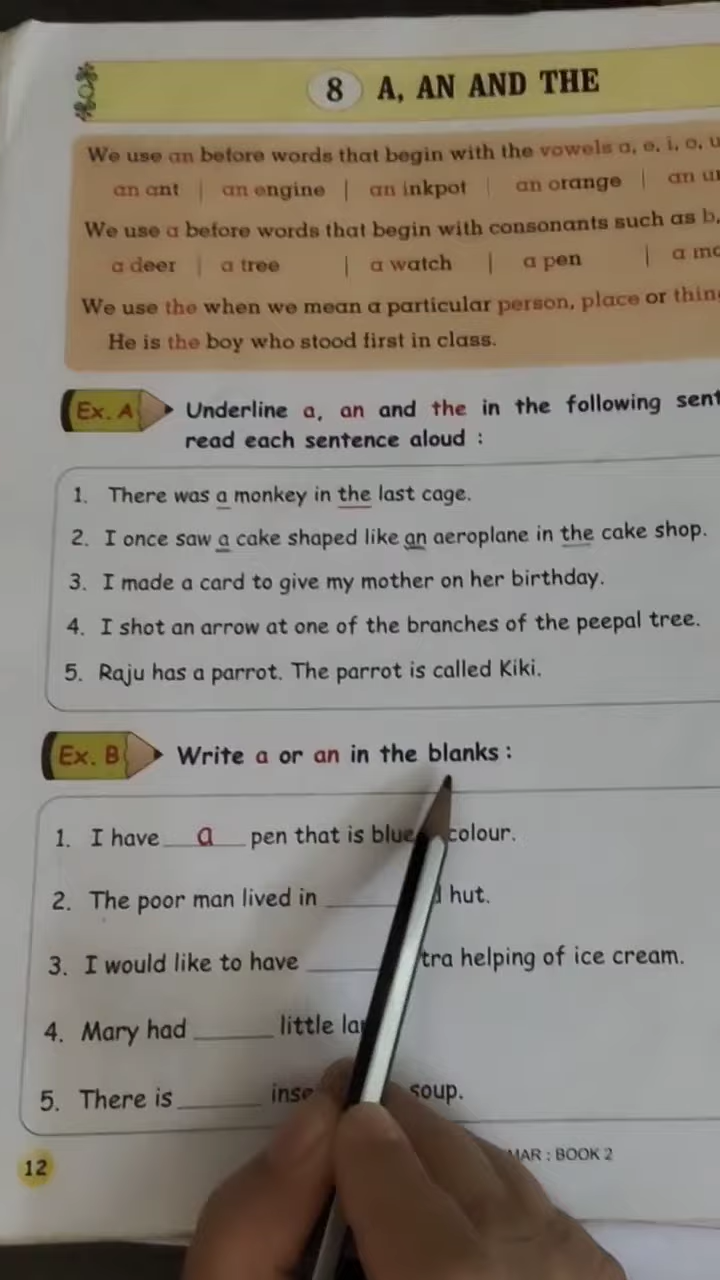 8 A, AN AND THE
We use an before words that begin with the vowels a, e, i, o, u
an ant | an engine | an inkpot | an orange | an
We use a before words that begin with consonants such as b,
a deer | a tree | a watch | a pen | a
We use the when we mean a particular person, place or thing
He is the boy who stood first in class.
Ex. A Underline a, an and the in the following
read each sentence aloud :
1. There was a monkey in the last cage.
2. I once saw a cake shaped like an aeroplane in the cake shop.
3. I made a card to give my mother on her birthday.
4. I shot an arrow at one of the branches of the peepal tree.
5. Raju has a parrot. The parrot is called Kiki.
Ex. B Write a or an in the blanks :
1. I have a pen that is blue colour.
2. The poor man lived in ______ hut.
3. I would like to have ______ helping of ice cream.
4. Mary had ______ little
5. There is ______ soup.
12
: BOOK 2